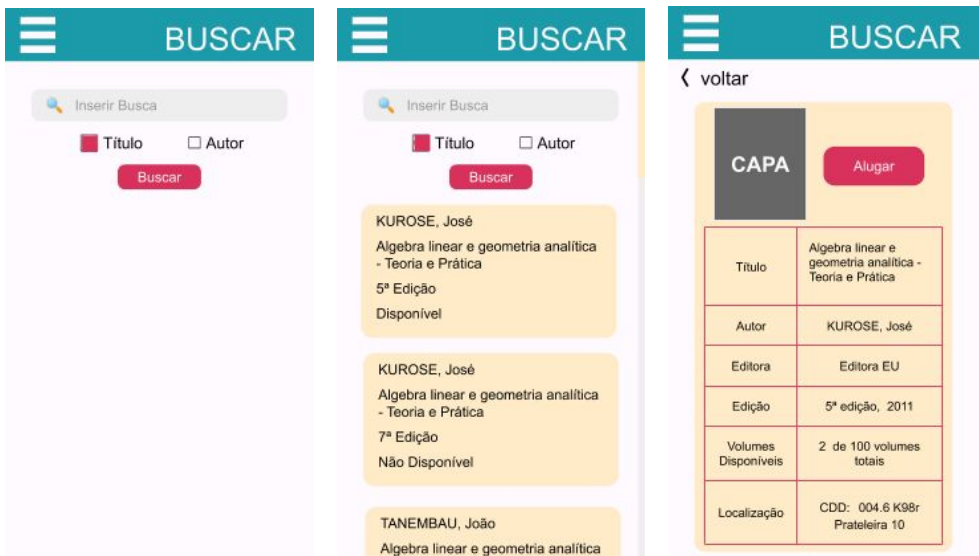 BUSCAR
Inserir Busca
Título
Autor
Buscar
BUSCAR
Inserir Busca
Título
Autor
Buscar
KUROSE, José
Algebra linear e geometria analítica
- Teoria e Prática
5ª Edição
Disponível
KUROSE, José
Algebra linear e geometria analítica
- Teoria e Prática
7ª Edição
Não Disponível
TANEMBAU, João
Algebra linear e geometria analítica
BUSCAR
voltar
CAPA
Alugar
Título
Algebra linear e
geometria analítica -
Teoria e Prática
Autor
KUROSE, José
Editora
Editora EU
Edição
5ª edição, 2011
Volumes
Disponíveis
2 de 100 volumes
totais
Localização
CDD: 004.6 K98r
Prateleira 10